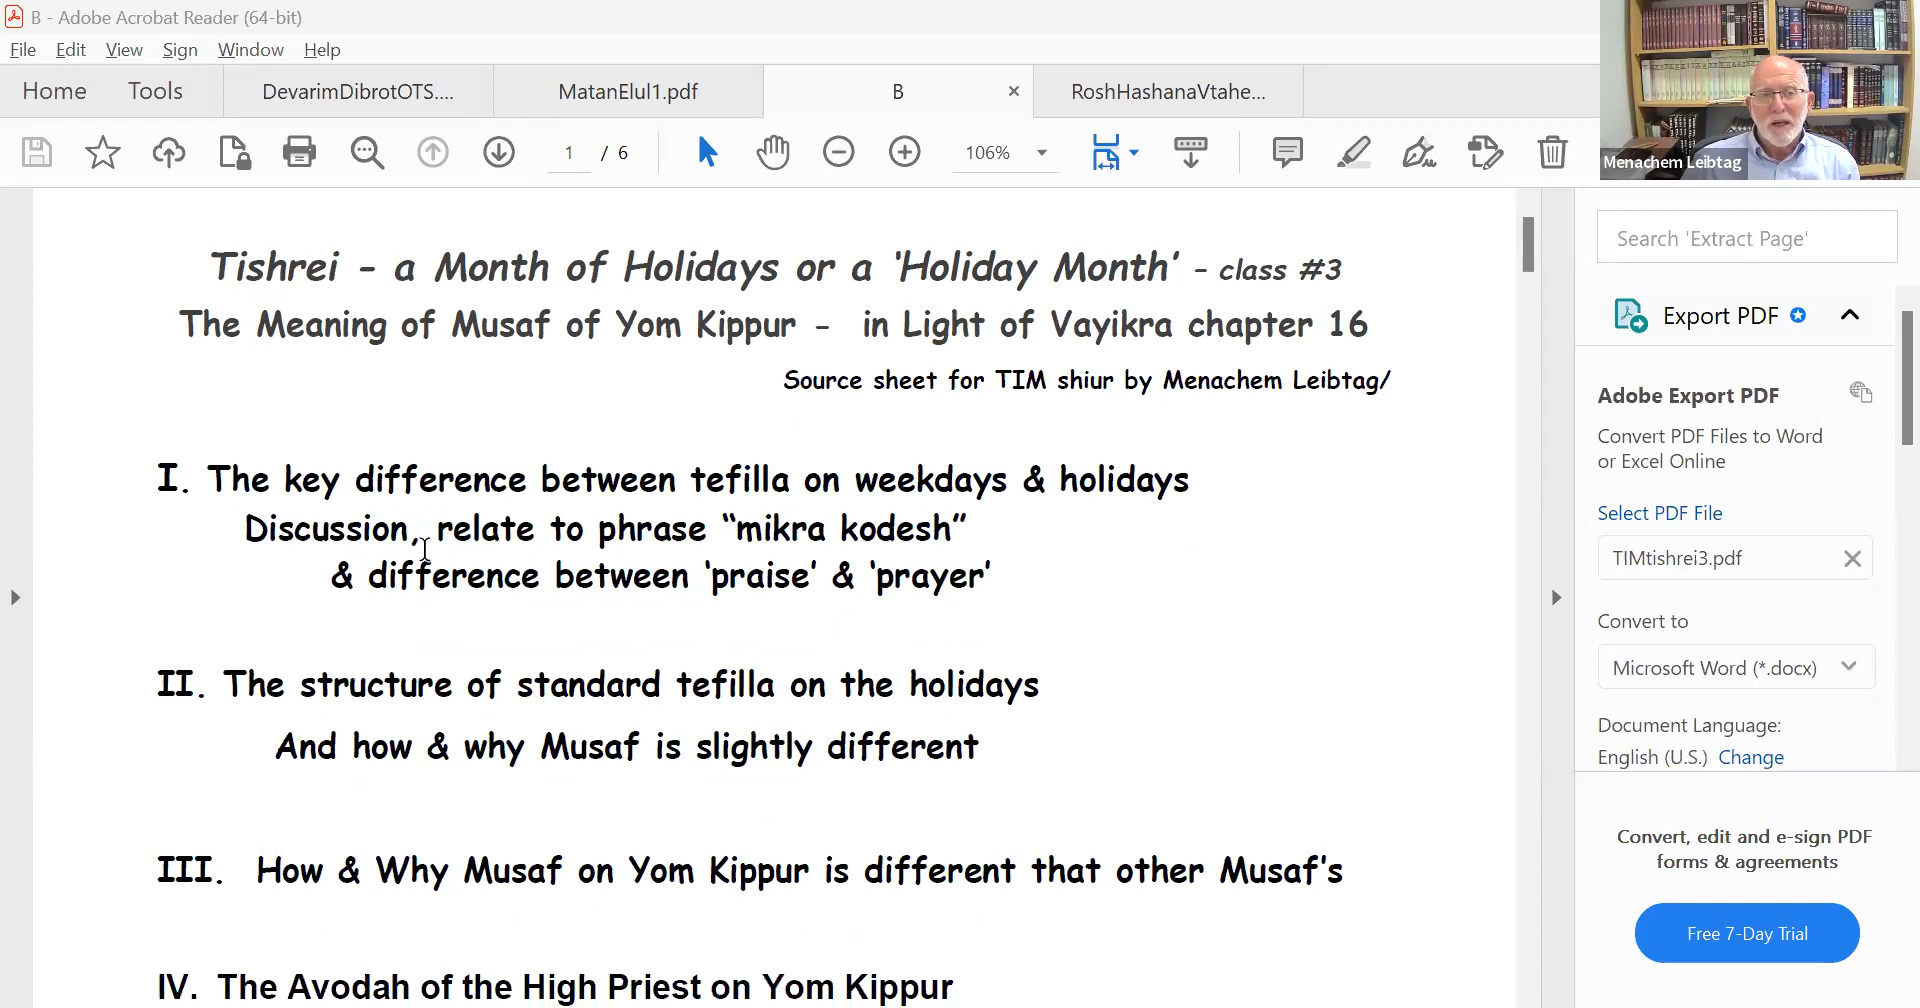 B - Adobe Acrobat Reader (64-bit)
File Edit View Sign Window Help
Home Tools DevarimDibrotOTS.... MatanElul1.pdf B RoshHashanaVtahe...
1 / 6 106%
Menachem Leibtag
Tishrei - a Month of Holidays or a 'Holiday Month' - class #3
The Meaning of Musaf of Yom Kippur - in Light of Vayikra chapter 16
Source sheet for TIM shiur by Menachem Leibtag/
I. The key difference between tefilla on weekdays & holidays
Discussion, relate to phrase "mikra kodesh"
& difference between 'praise' & 'prayer'
II. The structure of standard tefilla on the holidays
And how & why Musaf is slightly different
III. How & Why Musaf on Yom Kippur is different that other Musaf's
IV. The Avodah of the High Priest on Yom Kippur
Search 'Extract Page'
Export PDF
Adobe Export PDF
Convert PDF Files to Word
or Excel Online
Select PDF File
TIMtishrei3.pdf
Convert to
Microsoft Word (*.docx)
Document Language:
English (U.S.) Change
Convert, edit and e-sign PDF
forms & agreements
Free 7-Day Trial